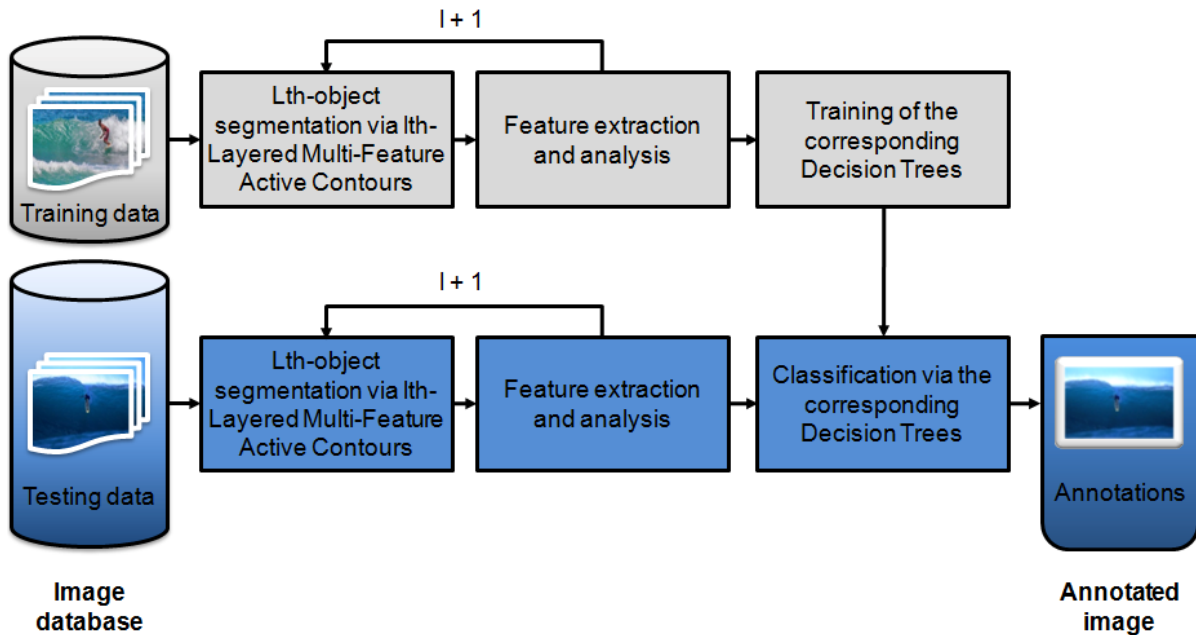 l + 1
Lth-object
segmentation via lth-
Layered Multi-Feature
Active Contours
Feature extraction
and analysis
Training of the
corresponding
Decision Trees
Training data
l + 1
Lth-object
segmentation via lth-
Layered Multi-Feature
Active Contours
Feature extraction
and analysis
Classification via the
corresponding
Decision Trees
Testing data
Annotations
Image
database
Annotated
image